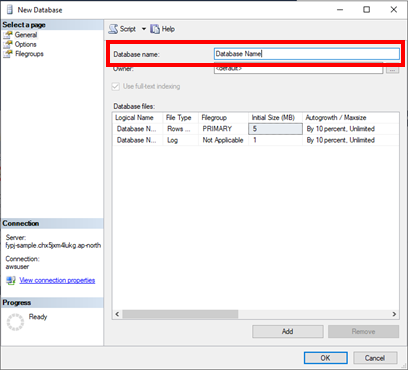 New Database
Select a page
General
Options
Filegroups
Script
Help
Database name:
Database Name
Owner:
<default>
...
Use full-text indexing
Database files:
Logical Name File Type Filegroup Initial Size (MB) Autogrowth / Maxsize
Database N... Rows ... PRIMARY 5 By 10 percent, Unlimited
Database N... Log Not Applicable 1 By 10 percent, Unlimited
Connection
Server:
fypj-sample.chx5jxm4lukg.ap-north
Connection:
awsuser
View connection properties
Progress
Ready
Add
Remove
OK
Cancel